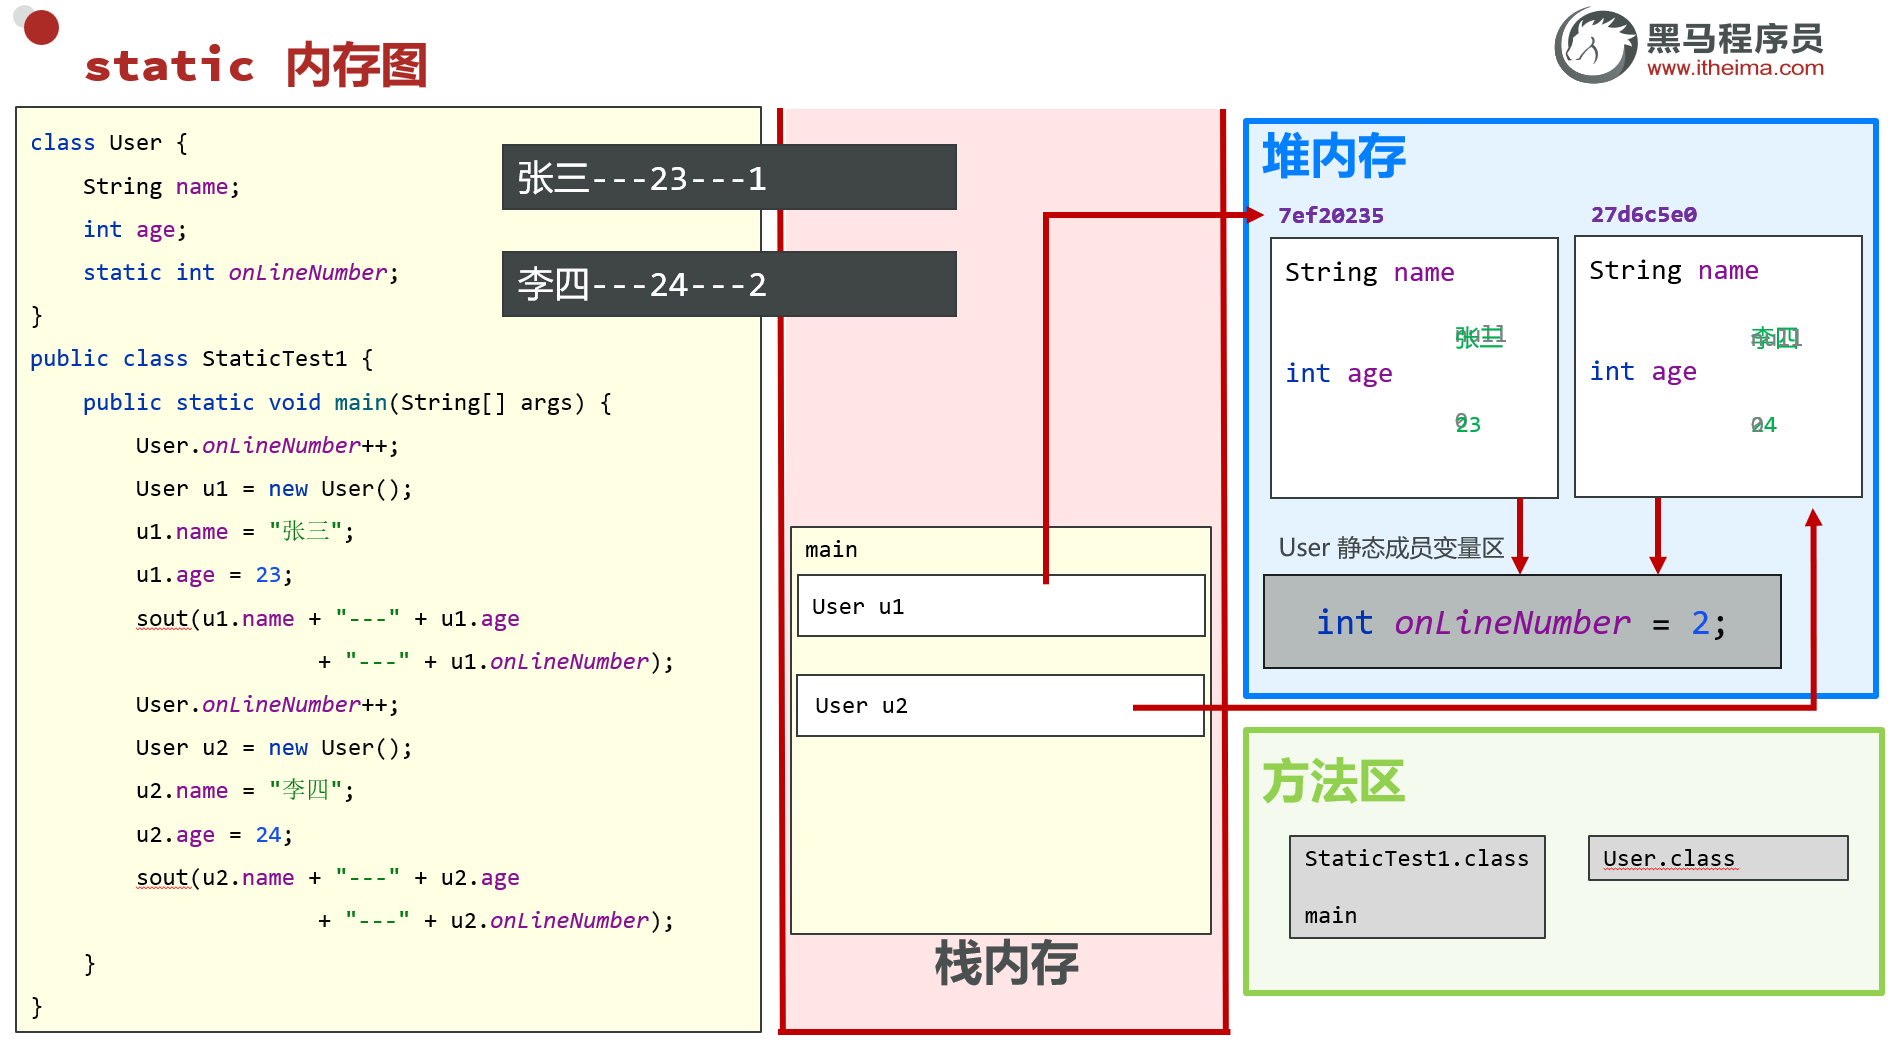 static 内存图
黑马程序员
www.itheima.com
class User {
String name;
int age;
static int onLineNumber;
}
public class StaticTest1 {
public static void main(String[] args) {
User.onLineNumber++;
User u1 = new User();
u1.name = "张三";
u1.age = 23;
sout(u1.name + "---" + u1.age
+ "---" + u1.onLineNumber);
User.onLineNumber++;
User u2 = new User();
u2.name = "李四";
u2.age = 24;
sout(u2.name + "---" + u2.age
+ "---" + u2.onLineNumber);
}
}
张三---23---1
李四---24---2
main
User u1
User u2
栈内存
堆内存
7ef20235
String name
null
张三
int age
0
23
27d6c5e0
String name
null
李四
int age
0
24
User 静态成员变量区
int onLineNumber = 2;
方法区
StaticTest1.class
main
User.class